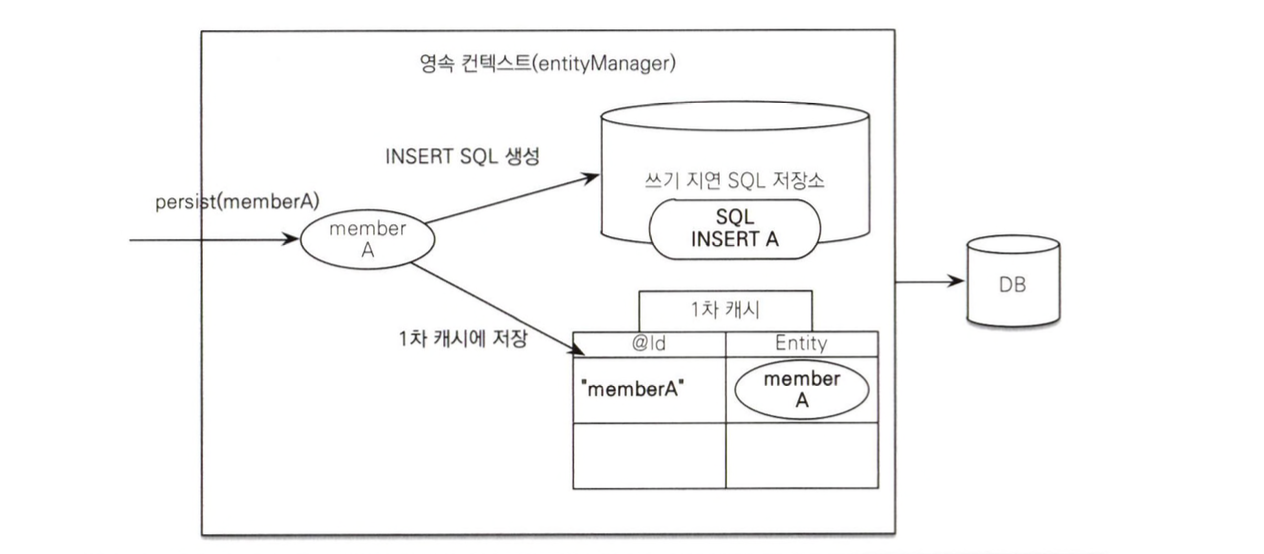 영속 컨텍스트(entityManager)
INSERT SQL 생성
쓰기 지연 SQL 저장소
SQL
INSERT A
persist(memberA)
member
A
DB
1차 캐시
1차 캐시에 저장
@Id
Entity
"memberA"
member
A